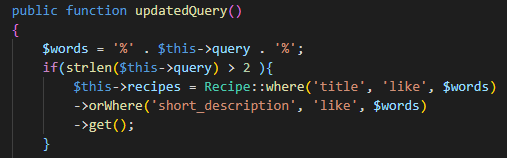 public function updatedQuery()
{
    $words = '%' . $this->query . '%';
    if(strlen($this->query) > 2 ){
        $this->recipes = Recipe::where('title', 'like', $words)
        ->orWhere('short_description', 'like', $words)
        ->get();
    }